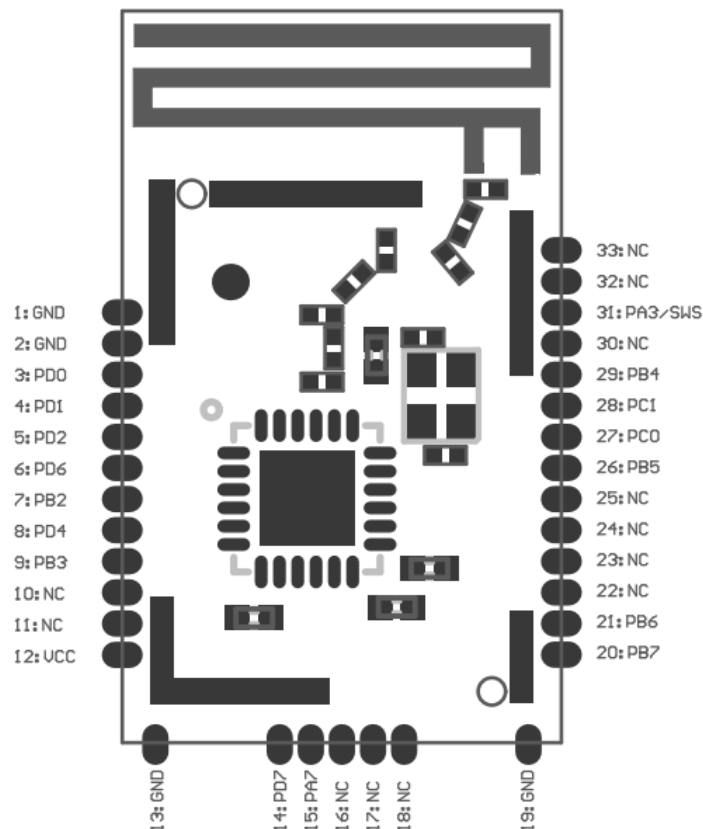 1:GND
2:GND
3:PD0
4:PD1
5:PD2
6:PD6
7:PB2
8:PD4
9:PB3
10:NC
11:NC
12:VCC
13:GND
14:PD7
15:PA7
16:NC
17:NC
18:NC
19:GND
33:NC
32:NC
31:PA3/SWS
30:NC
29:PB4
28:PC1
27:PC0
26:PB5
25:NC
24:NC
23:NC
22:NC
21:PB6
20:PB7